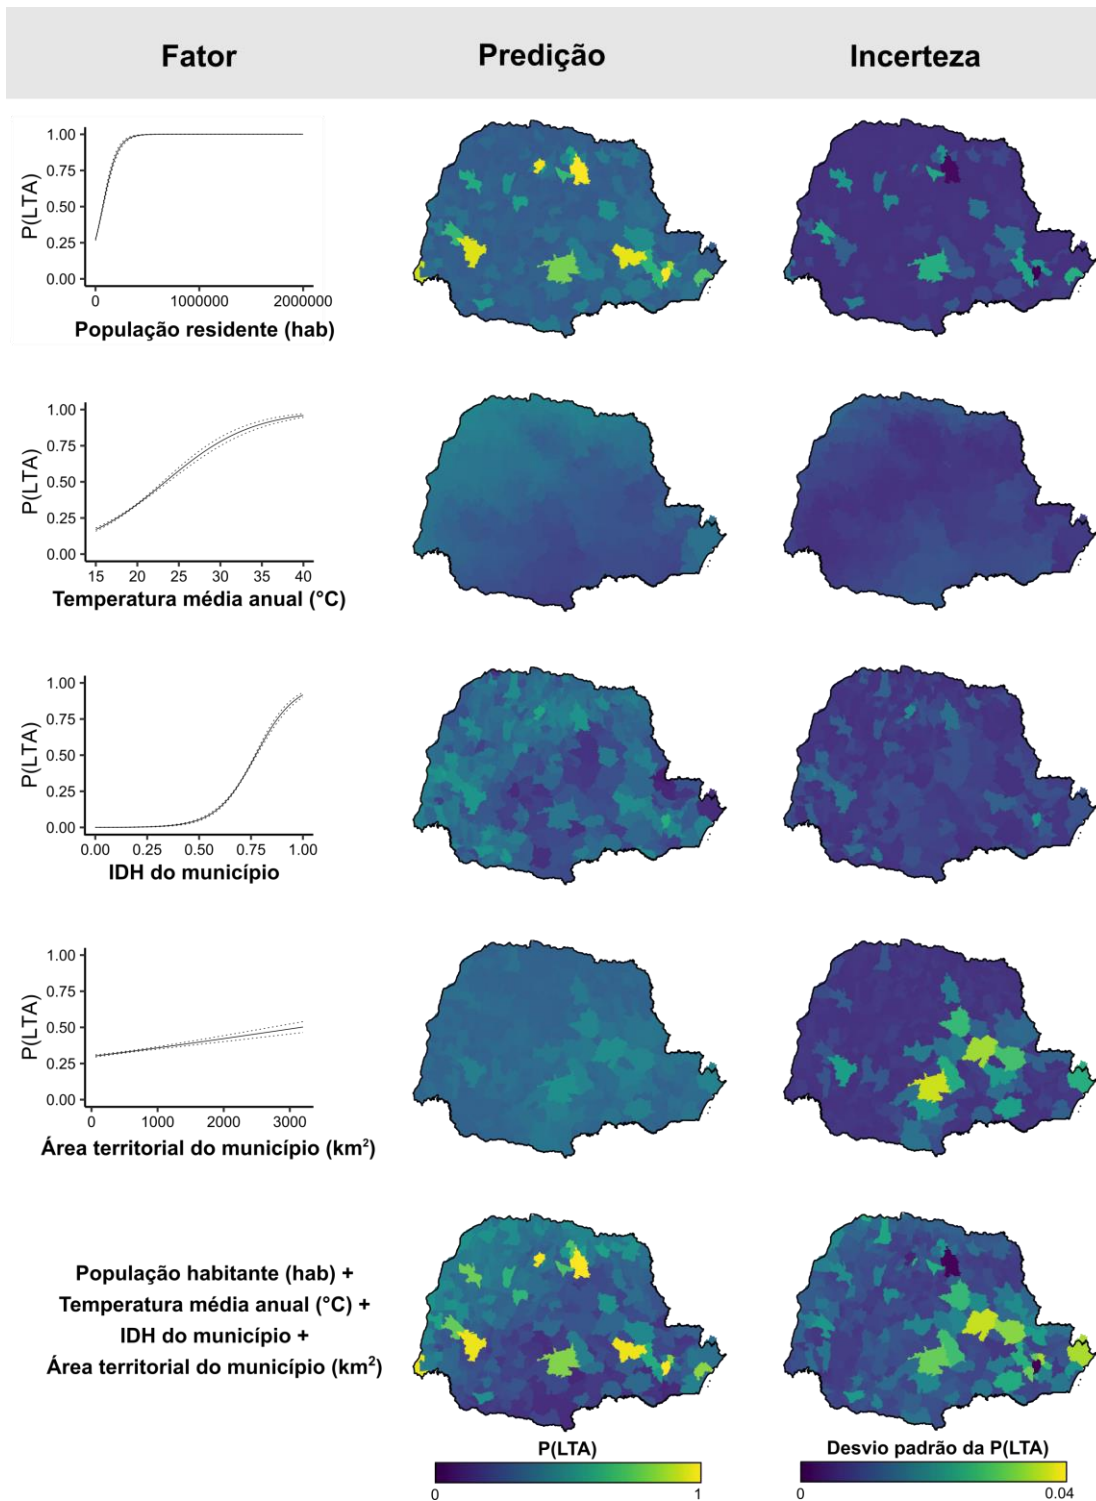 Fator Predição Incerteza
1.00
0.75
0.50
0.25
0.00
P(LTA)
0 1000000 2000000
População residente (hab)
1.00
0.75
0.50
0.25
0.00
P(LTA)
15 20 25 30 35 40
Temperatura média anual (°C)
1.00
0.75
0.50
0.25
0.00
P(LTA)
0.00 0.25 0.50 0.75 1.00
IDH do município
1.00
0.75
0.50
0.25
0.00
P(LTA)
0 1000 2000 3000
Área territorial do município (km²)
População habitante (hab) +
Temperatura média anual (°C) +
IDH do município +
Área territorial do município (km²)
P(LTA)
0 1
Desvio padrão da P(LTA)
0 0.04